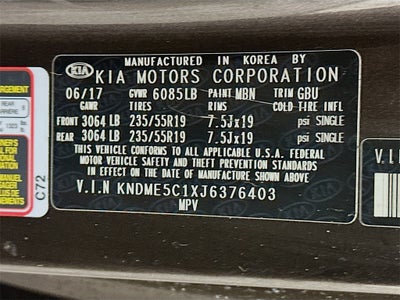 MANUFACTURED IN KOREA BY
KIA KIA MOTORS CORPORATION
06/17 GVWR 6085LB PAINT MBN TRIM GBU
GAWR TIRES RIMS COLD TIRE INFL
FRONT 3064 LB 235/55R19 7.5Jx19 psi SINGLE
REAR 3064 LB 235/55R19 7.5Jx19 psi SINGLE
THIS VEHICLE CONFORMS TO ALL APPLICABLE U.S.A. FEDERAL
MOTOR VEHICLE SAFETY AND THEFT PREVENTION STANDARDS
IN EFFECT ON THE DATE OF MANUFACTURE SHOWN ABOVE.
V.I.N KNDME5C1XJ6376403
MPV
C72
V.I.